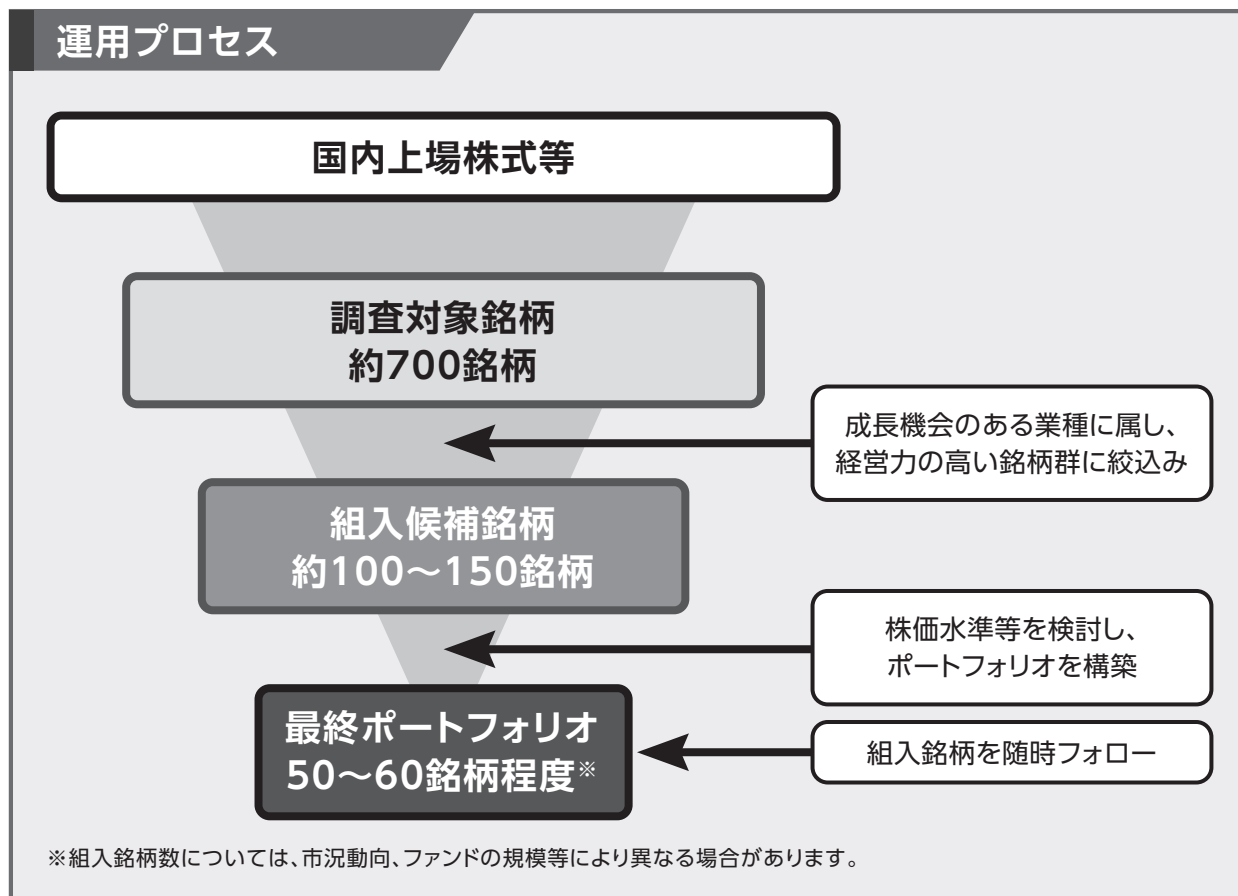 運用プロセス
国内上場株式等
調査対象銘柄
約700銘柄
成長機会のある業種に属し、
経営力の高い銘柄群に絞込み
組入候補銘柄
約100～150銘柄
株価水準等を検討し、
ポートフォリオを構築
最終ポートフォリオ
50～60銘柄程度※
組入銘柄を随時フォロー
※組入銘柄数については、市況動向、ファンドの規模等により異なる場合があります。